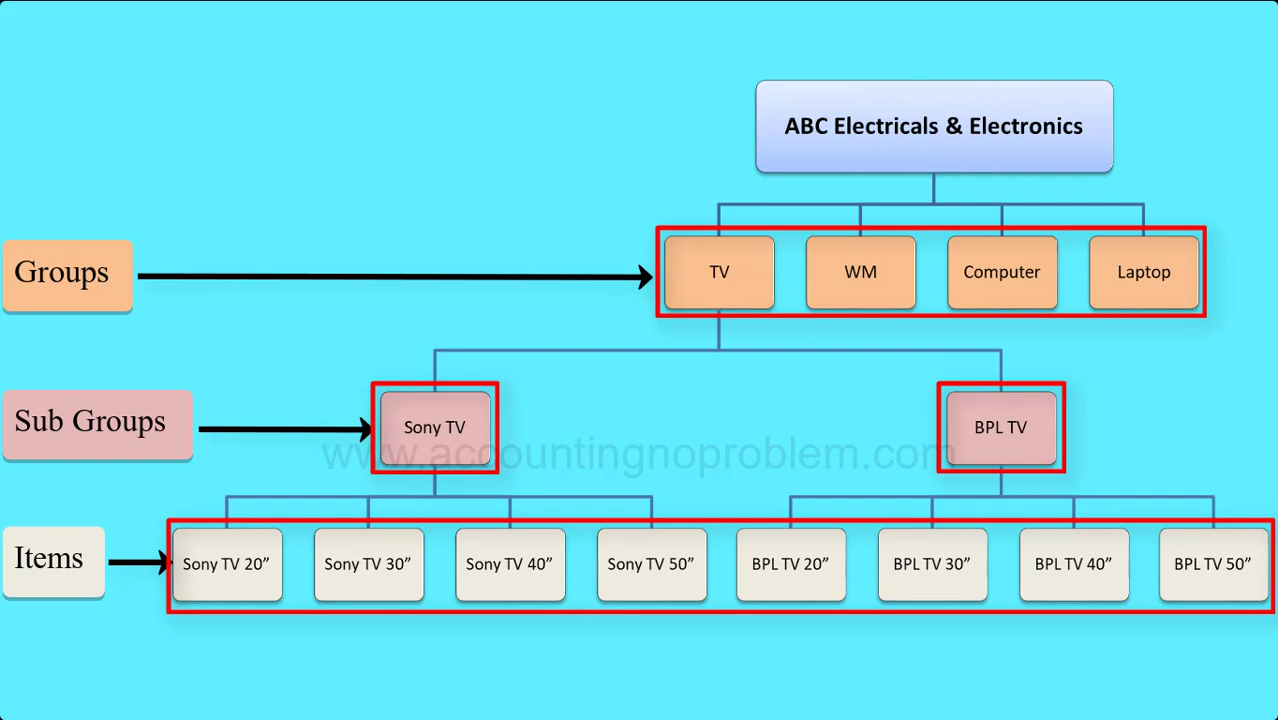 ABC Electricals & Electronics
Groups
TV
WM
Computer
Laptop
Sub Groups
Sony TV
BPL TV
www.accountingnoproblem.com
Items
Sony TV 20”
Sony TV 30”
Sony TV 40”
Sony TV 50”
BPL TV 20”
BPL TV 30”
BPL TV 40”
BPL TV 50”